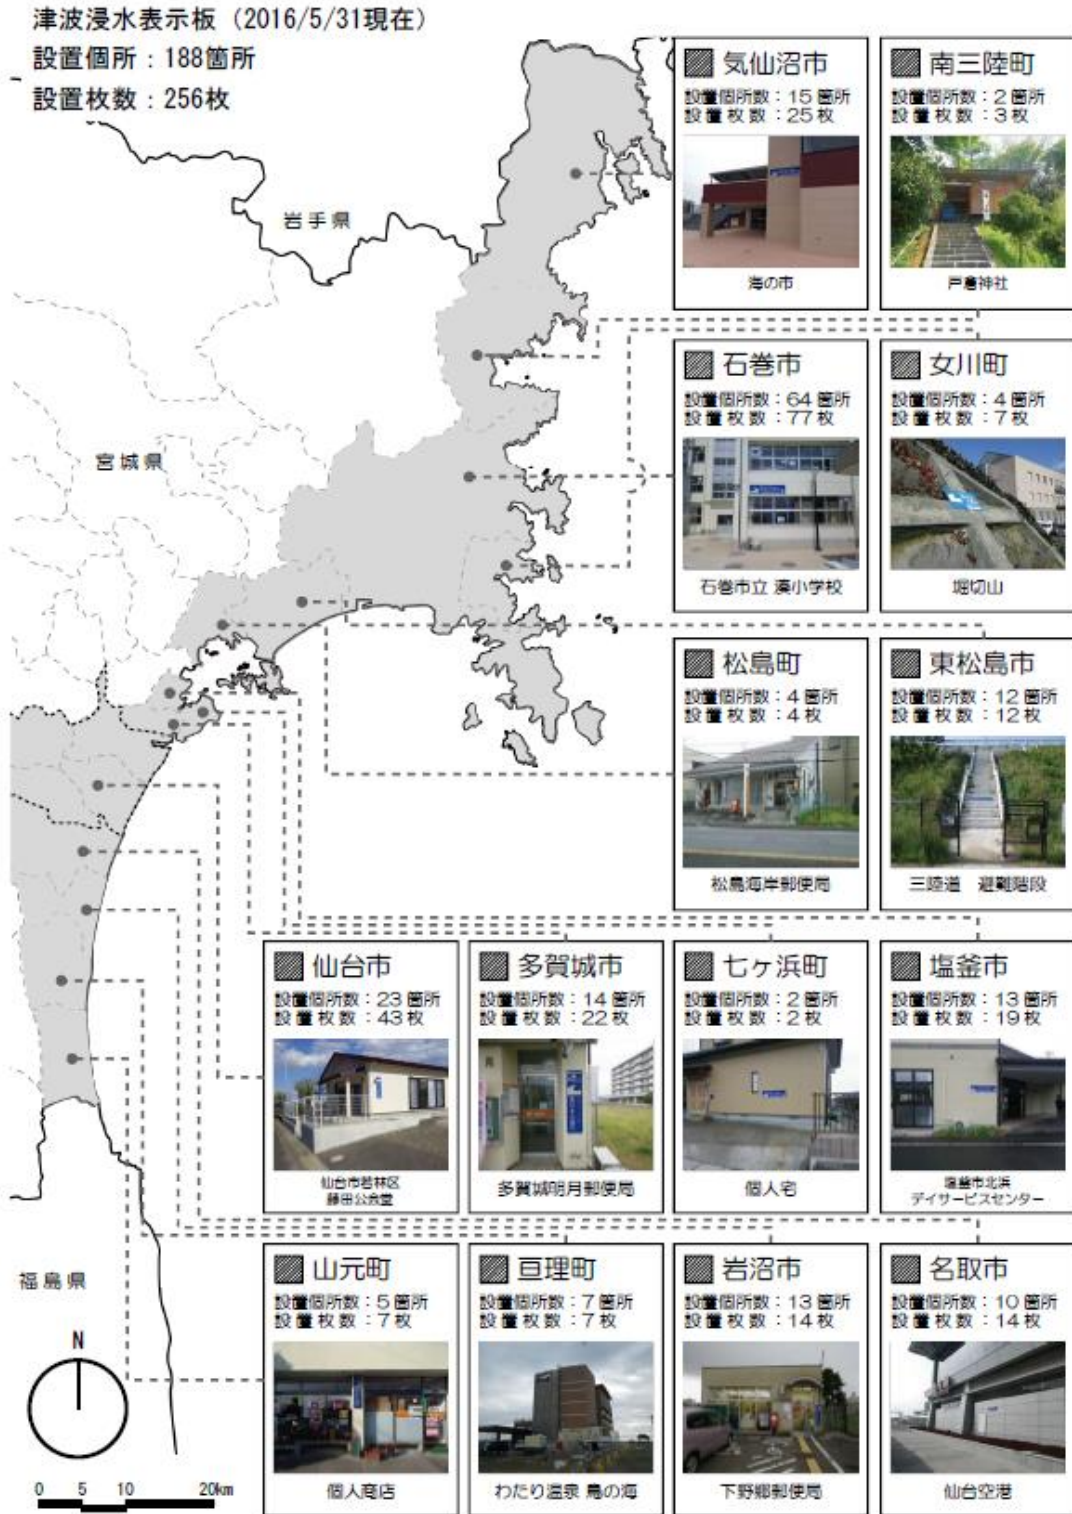 津波浸水表示板（2016/5/31現在）
設置個所：188箇所
設置枚数：256枚
岩手県
宮城県
福島県
N
0 5 10 20km
気仙沼市
設置個所数：15箇所
設置枚数：25枚
海の市
南三陸町
設置個所数：2箇所
設置枚数：3枚
戸倉神社
石巻市
設置個所数：64箇所
設置枚数：77枚
石巻市立 湊小学校
女川町
設置個所数：4箇所
設置枚数：7枚
堀切山
松島町
設置個所数：4箇所
設置枚数：4枚
松島海岸郵便局
東松島市
設置個所数：12箇所
設置枚数：12枚
三陸道 避難階段
仙台市
設置個所数：23箇所
設置枚数：43枚
仙台市若林区
藤田公会堂
多賀城市
設置個所数：14箇所
設置枚数：22枚
多賀城明月郵便局
七ヶ浜町
設置個所数：2箇所
設置枚数：2枚
個人宅
塩釜市
設置個所数：13箇所
設置枚数：19枚
塩釜市北浜
デイサービスセンター
山元町
設置個所数：5箇所
設置枚数：7枚
個人商店
亘理町
設置個所数：7箇所
設置枚数：7枚
わたり温泉 鳥の海
岩沼市
設置個所数：13箇所
設置枚数：14枚
下野郷郵便局
名取市
設置個所数：10箇所
設置枚数：14枚
仙台空港